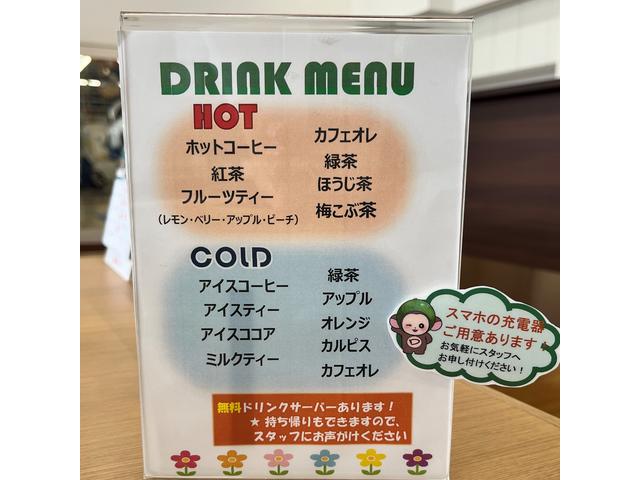 DRINK MENU
HOT
ホットコーヒー
紅茶
フルーツティー
(レモン・ベリー・アップル・ピーチ)
カフェオレ
緑茶
ほうじ茶
梅こぶ茶
COLD
アイスコーヒー
アイスティー
アイスココア
ミルクティー
緑茶
アップル
オレンジ
カルピス
カフェオレ
スマホの充電器
ご用意あります!
お気軽にスタッフへ
お申し付けください!
無料ドリンクサーバーあります!
★ 持ち帰りもできますので、
スタッフにお声がけください